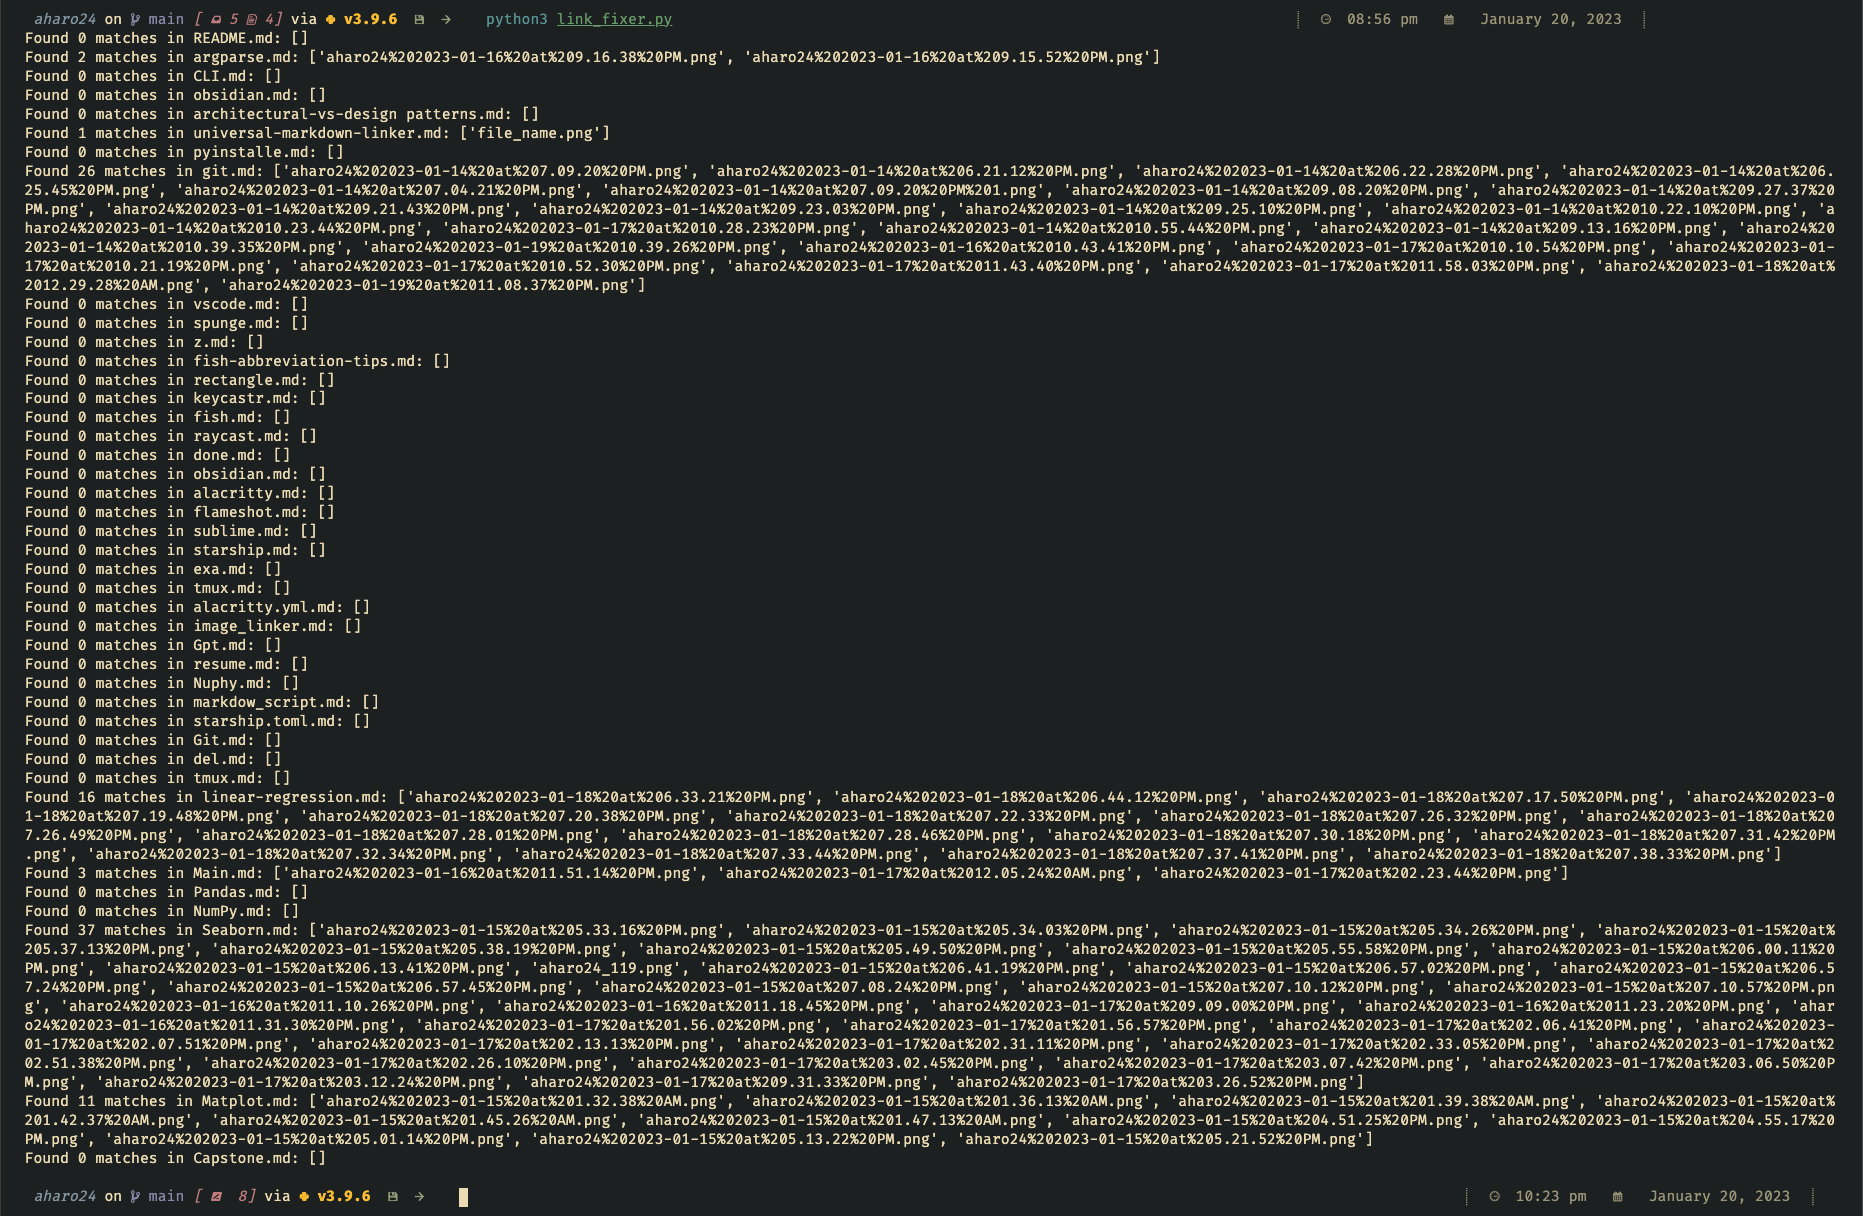 aharo24 on main [ 5 4] via v3.9.6 → python3 link_fixer.py 08:56 pm January 20, 2023
Found 0 matches in README.md: []
Found 2 matches in argparse.md: ['aharo24%202023-01-16%20at%209.16.38%20PM.png', 'aharo24%202023-01-16%20at%209.15.52%20PM.png']
Found 0 matches in CLI.md: []
Found 0 matches in obsidian.md: []
Found 0 matches in architectural-vs-design patterns.md: []
Found 1 matches in universal-markdown-linker.md: ['file_name.png']
Found 0 matches in pyinstalle.md: []
Found 26 matches in git.md: ['aharo24%202023-01-14%20at%207.09.20%20PM.png', 'aharo24%202023-01-14%20at%206.21.12%20PM.png', 'aharo24%202023-01-14%20at%206.22.28%20PM.png', 'aharo24%202023-01-14%20at%206.
25.45%20PM.png', 'aharo24%202023-01-14%20at%207.04.21%20PM.png', 'aharo24%202023-01-14%20at%207.09.20%20PM%201.png', 'aharo24%202023-01-14%20at%209.08.20%20PM.png', 'aharo24%202023-01-14%20at%209.27.37%20
PM.png', 'aharo24%202023-01-14%20at%209.21.43%20PM.png', 'aharo24%202023-01-14%20at%209.23.03%20PM.png', 'aharo24%202023-01-14%20at%209.25.10%20PM.png', 'aharo24%202023-01-14%20at%2010.22.10%20PM.png', 'a
haro24%202023-01-14%20at%2010.23.44%20PM.png', 'aharo24%202023-01-17%20at%2010.28.23%20PM.png', 'aharo24%202023-01-14%20at%2010.55.44%20PM.png', 'aharo24%202023-01-14%20at%209.13.16%20PM.png', 'aharo24%20
2023-01-14%20at%2010.39.35%20PM.png', 'aharo24%202023-01-19%20at%2010.39.26%20PM.png', 'aharo24%202023-01-16%20at%2010.43.41%20PM.png', 'aharo24%202023-01-17%20at%2010.10.54%20PM.png', 'aharo24%202023-01-
17%20at%2010.21.19%20PM.png', 'aharo24%202023-01-17%20at%2010.52.30%20PM.png', 'aharo24%202023-01-17%20at%2011.43.40%20PM.png', 'aharo24%202023-01-17%20at%2011.58.03%20PM.png', 'aharo24%202023-01-18%20at%
2012.29.28%20AM.png', 'aharo24%202023-01-19%20at%2011.08.37%20PM.png']
Found 0 matches in vscode.md: []
Found 0 matches in spunge.md: []
Found 0 matches in z.md: []
Found 0 matches in fish-abbreviation-tips.md: []
Found 0 matches in rectangle.md: []
Found 0 matches in keycastr.md: []
Found 0 matches in fish.md: []
Found 0 matches in raycast.md: []
Found 0 matches in done.md: []
Found 0 matches in obsidian.md: []
Found 0 matches in alacritty.md: []
Found 0 matches in flameshot.md: []
Found 0 matches in sublime.md: []
Found 0 matches in starship.md: []
Found 0 matches in exa.md: []
Found 0 matches in tmux.md: []
Found 0 matches in alacritty.yml.md: []
Found 0 matches in image_linker.md: []
Found 0 matches in Gpt.md: []
Found 0 matches in resume.md: []
Found 0 matches in Nuphy.md: []
Found 0 matches in markdow_script.md: []
Found 0 matches in starship.toml.md: []
Found 0 matches in Git.md: []
Found 0 matches in del.md: []
Found 0 matches in tmux.md: []
Found 16 matches in linear-regression.md: ['aharo24%202023-01-18%20at%206.33.21%20PM.png', 'aharo24%202023-01-18%20at%206.44.12%20PM.png', 'aharo24%202023-01-18%20at%207.17.50%20PM.png', 'aharo24%202023-0
1-18%20at%207.19.48%20PM.png', 'aharo24%202023-01-18%20at%207.20.38%20PM.png', 'aharo24%202023-01-18%20at%207.22.33%20PM.png', 'aharo24%202023-01-18%20at%207.26.32%20PM.png', 'aharo24%202023-01-18%20at%20
7.26.49%20PM.png', 'aharo24%202023-01-18%20at%207.28.01%20PM.png', 'aharo24%202023-01-18%20at%207.28.46%20PM.png', 'aharo24%202023-01-18%20at%207.30.18%20PM.png', 'aharo24%202023-01-18%20at%207.31.42%20PM
.png', 'aharo24%202023-01-18%20at%207.32.34%20PM.png', 'aharo24%202023-01-18%20at%207.33.44%20PM.png', 'aharo24%202023-01-18%20at%207.37.41%20PM.png', 'aharo24%202023-01-18%20at%207.38.33%20PM.png']
Found 3 matches in Main.md: ['aharo24%202023-01-16%20at%2011.51.14%20PM.png', 'aharo24%202023-01-17%20at%2012.05.24%20AM.png', 'aharo24%202023-01-17%20at%202.23.44%20PM.png']
Found 0 matches in Pandas.md: []
Found 0 matches in NumPy.md: []
Found 37 matches in Seaborn.md: ['aharo24%202023-01-15%20at%205.33.16%20PM.png', 'aharo24%202023-01-15%20at%205.34.03%20PM.png', 'aharo24%202023-01-15%20at%205.34.26%20PM.png', 'aharo24%202023-01-15%20at%
205.37.13%20PM.png', 'aharo24%202023-01-15%20at%205.38.19%20PM.png', 'aharo24%202023-01-15%20at%205.49.50%20PM.png', 'aharo24%202023-01-15%20at%205.55.58%20PM.png', 'aharo24%202023-01-15%20at%206.00.11%20
PM.png', 'aharo24%202023-01-15%20at%206.13.41%20PM.png', 'aharo24_119.png', 'aharo24%202023-01-15%20at%206.41.19%20PM.png', 'aharo24%202023-01-15%20at%206.57.02%20PM.png', 'aharo24%202023-01-15%20at%206.5
7.24%20PM.png', 'aharo24%202023-01-15%20at%206.57.45%20PM.png', 'aharo24%202023-01-15%20at%207.08.24%20PM.png', 'aharo24%202023-01-15%20at%207.10.12%20PM.png', 'aharo24%202023-01-15%20at%207.10.57%20PM.pn
g', 'aharo24%202023-01-16%20at%2011.10.26%20PM.png', 'aharo24%202023-01-16%20at%2011.18.45%20PM.png', 'aharo24%202023-01-17%20at%209.09.00%20PM.png', 'aharo24%202023-01-16%20at%2011.23.20%20PM.png', 'ahar
o24%202023-01-16%20at%2011.31.30%20PM.png', 'aharo24%202023-01-17%20at%201.56.02%20PM.png', 'aharo24%202023-01-17%20at%201.56.57%20PM.png', 'aharo24%202023-01-17%20at%202.06.41%20PM.png', 'aharo24%202023-
01-17%20at%202.07.51%20PM.png', 'aharo24%202023-01-17%20at%202.13.13%20PM.png', 'aharo24%202023-01-17%20at%202.31.11%20PM.png', 'aharo24%202023-01-17%20at%202.33.05%20PM.png', 'aharo24%202023-01-17%20at%2
02.51.38%20PM.png', 'aharo24%202023-01-17%20at%202.26.10%20PM.png', 'aharo24%202023-01-17%20at%203.02.45%20PM.png', 'aharo24%202023-01-17%20at%203.07.42%20PM.png', 'aharo24%202023-01-17%20at%203.06.50%20P
M.png', 'aharo24%202023-01-17%20at%203.12.24%20PM.png', 'aharo24%202023-01-17%20at%209.31.33%20PM.png', 'aharo24%202023-01-17%20at%203.26.52%20PM.png']
Found 11 matches in Matplot.md: ['aharo24%202023-01-15%20at%201.32.38%20AM.png', 'aharo24%202023-01-15%20at%201.36.13%20AM.png', 'aharo24%202023-01-15%20at%201.39.38%20AM.png', 'aharo24%202023-01-15%20at%
201.42.37%20AM.png', 'aharo24%202023-01-15%20at%201.45.26%20AM.png', 'aharo24%202023-01-15%20at%201.47.13%20AM.png', 'aharo24%202023-01-15%20at%204.51.25%20PM.png', 'aharo24%202023-01-15%20at%204.55.17%20
PM.png', 'aharo24%202023-01-15%20at%205.01.14%20PM.png', 'aharo24%202023-01-15%20at%205.13.22%20PM.png', 'aharo24%202023-01-15%20at%205.21.52%20PM.png']
Found 0 matches in Capstone.md: []
aharo24 on main [ 8] via v3.9.6 → 10:23 pm January 20, 2023